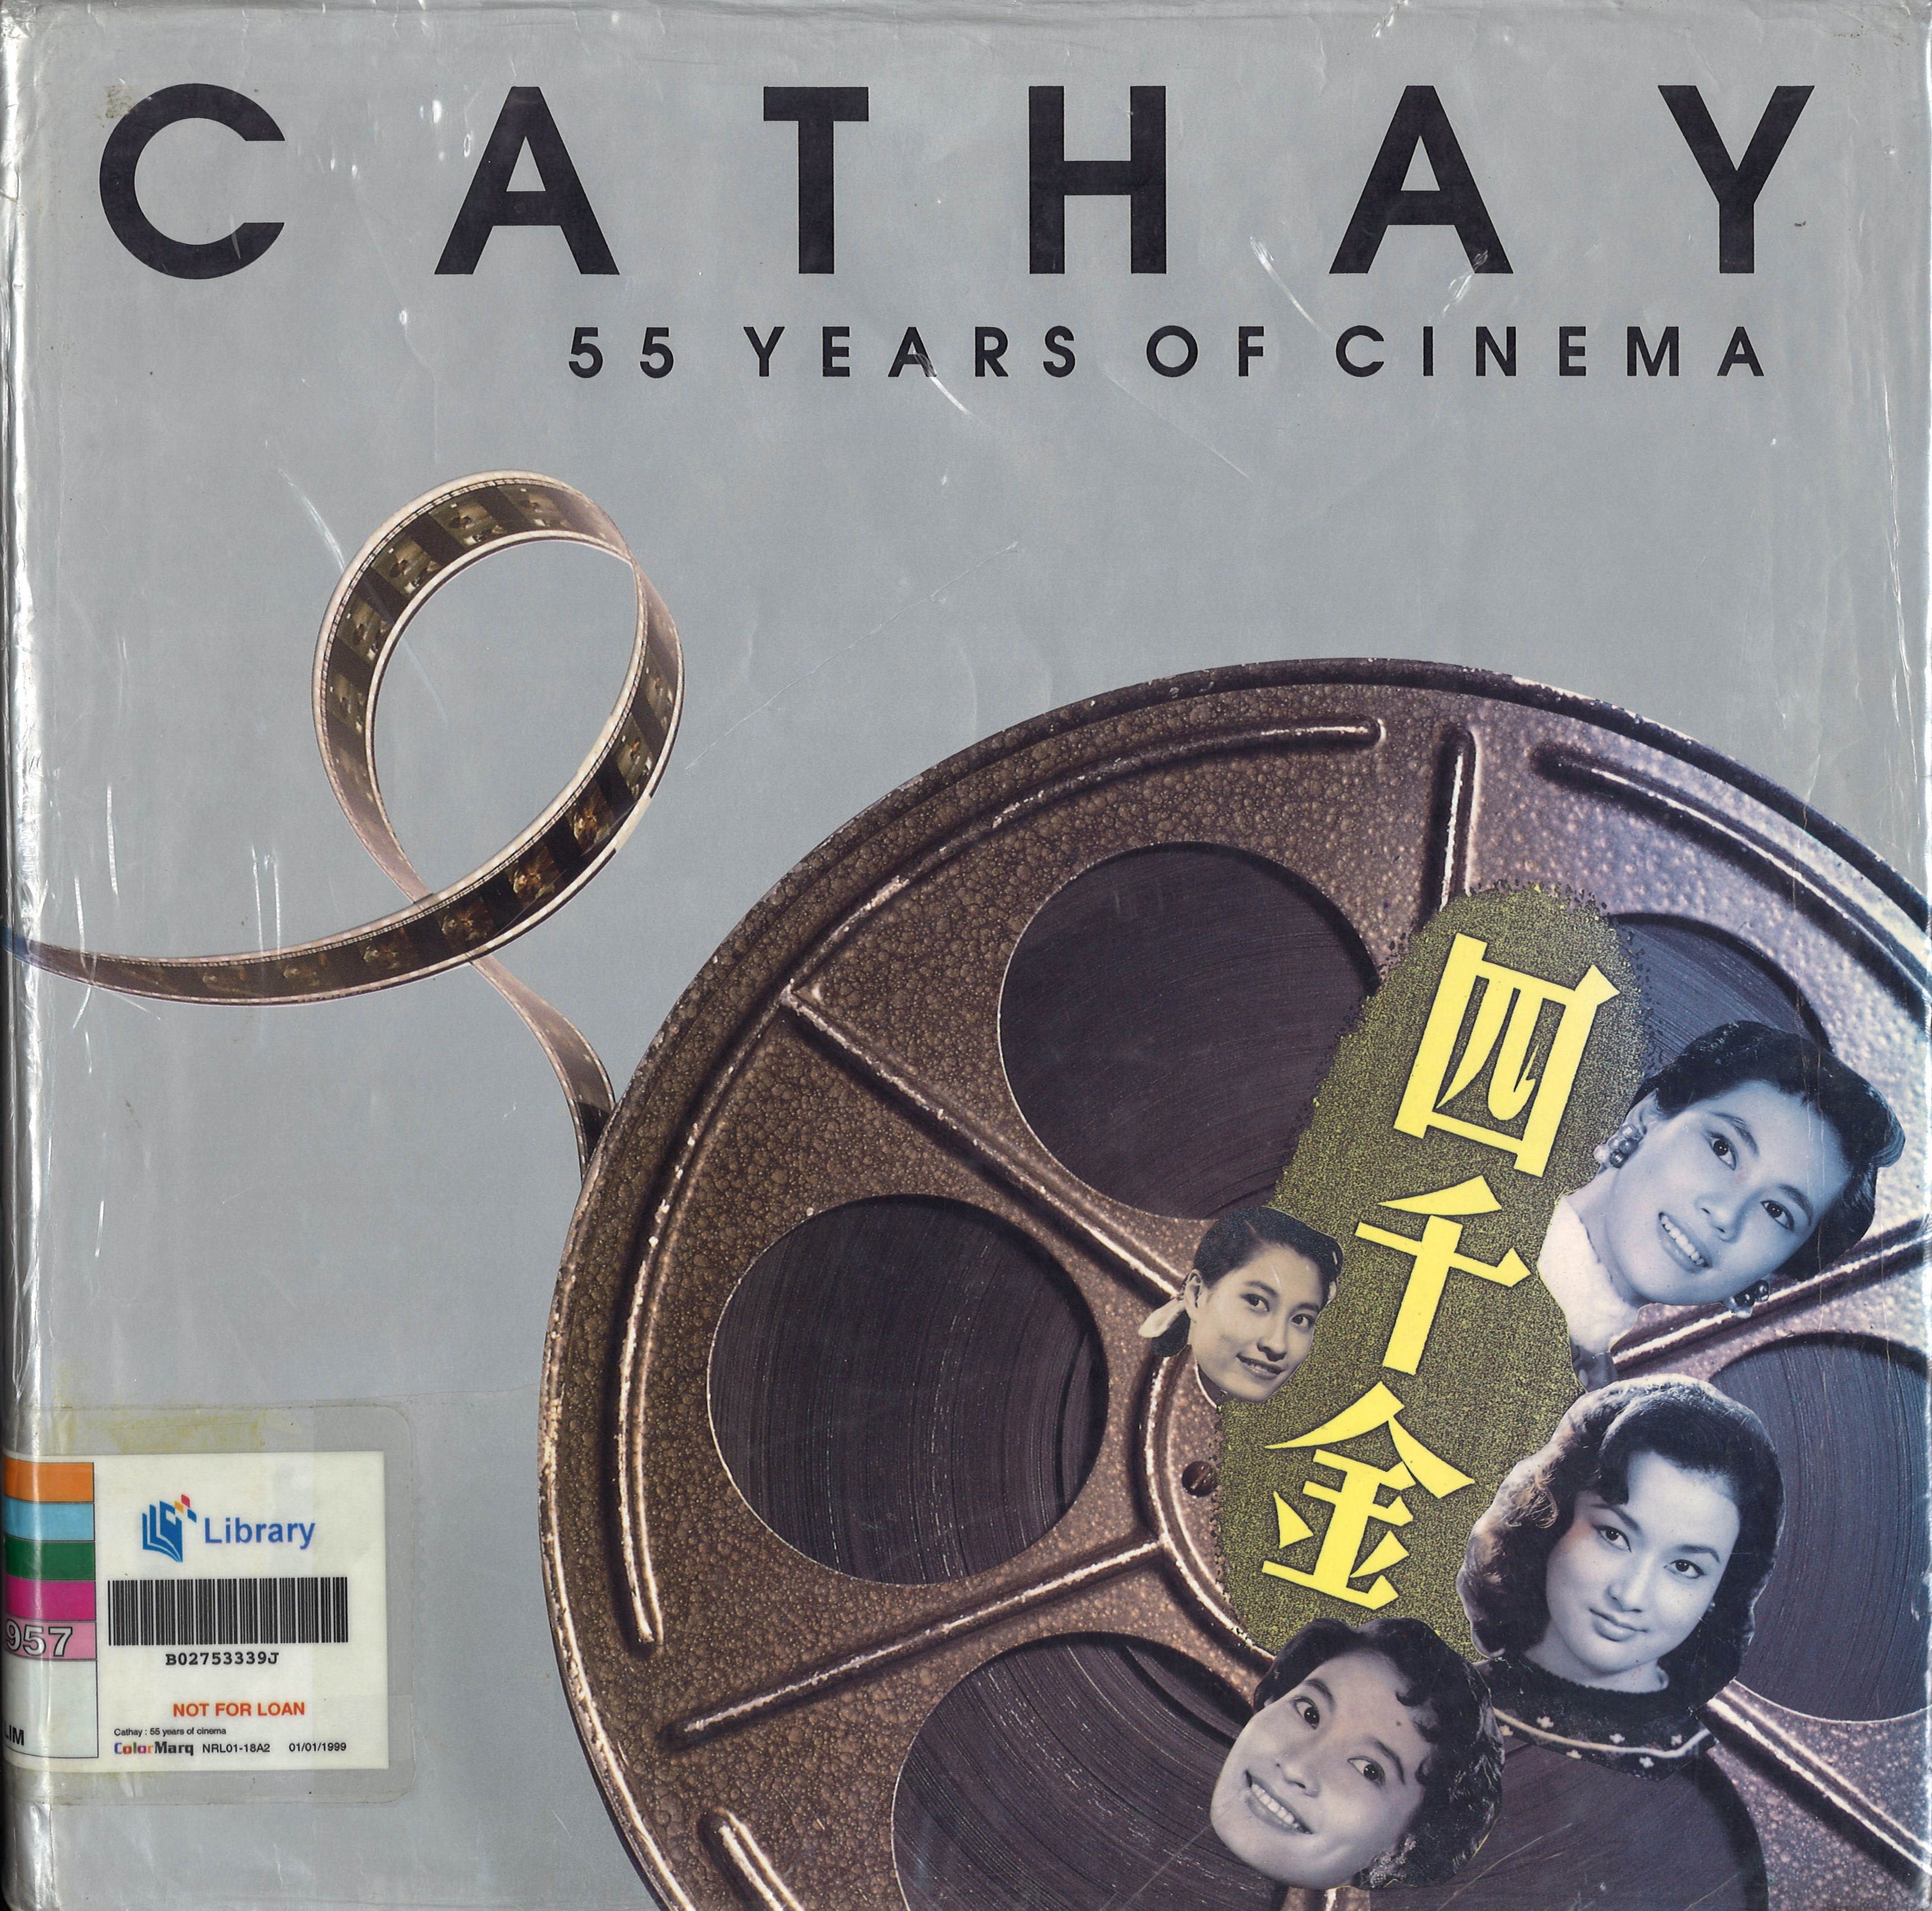 CATHAY
55 YEARS OF CINEMA
四千金
Library
957
B02753339J
NOT FOR LOAN
LIM
Cathay : 55 years of cinema
ColorMarq NRL01-18A2 01/01/1999